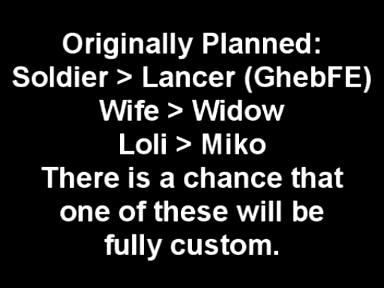 Originally Planned:
Soldier > Lancer (GhebFE)
Wife > Widow
Loli > Miko
There is a chance that
one of these will be
fully custom.